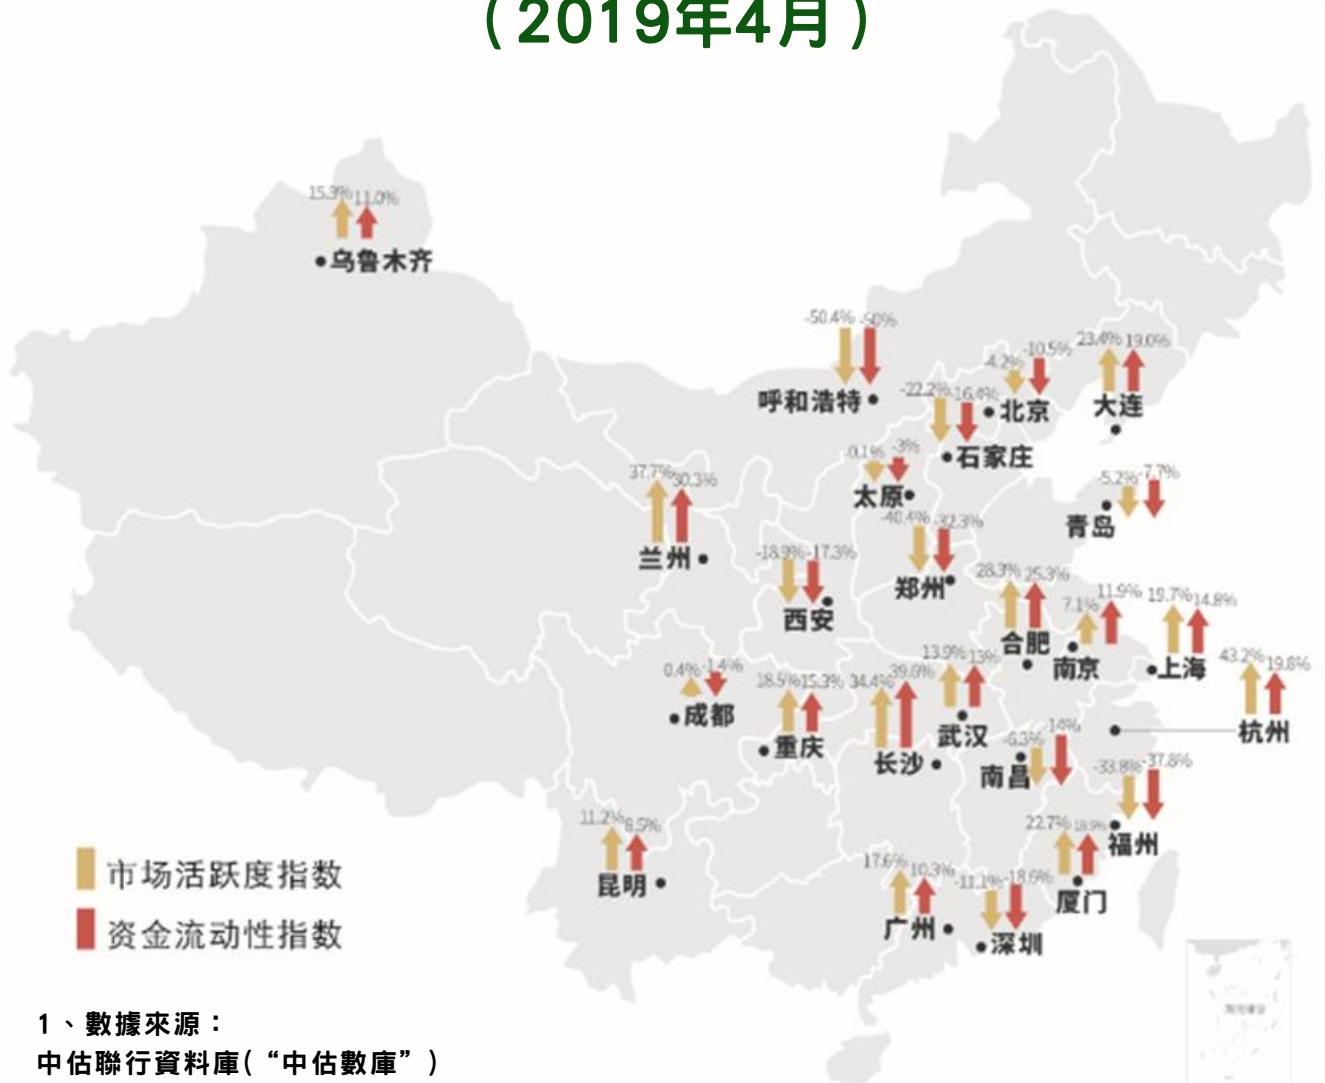 （2019年4月）
15.3% 11.0%
乌鲁木齐
-50.4% -50%
呼和浩特
-4.2% -10.5%
北京
23.4% 19.0%
大连
-22.2% -16.4%
石家庄
-0.1% -3%
太原
-5.2% -7.7%
青岛
37.7% 30.3%
兰州
-40.4% -32.3%
郑州
-18.9% -17.3%
西安
28.3% 25.3%
合肥
7.1% 11.9%
南京
19.7% 14.8%
上海
43.2% 19.8%
杭州
0.4% -1.4%
成都
18.5% 15.3%
重庆
34.4% 39.6%
长沙
13.9% 13%
武汉
-6.3% 14%
南昌
-33.8% -37.8%
福州
11.2% 8.5%
昆明
22.7% 18.9%
厦门
17.6% 10.3%
广州
-11.1% -18.6%
深圳
市场活跃度指数
资金流动性指数
1、數據來源：
中估聯行資料庫(“中估數庫”)